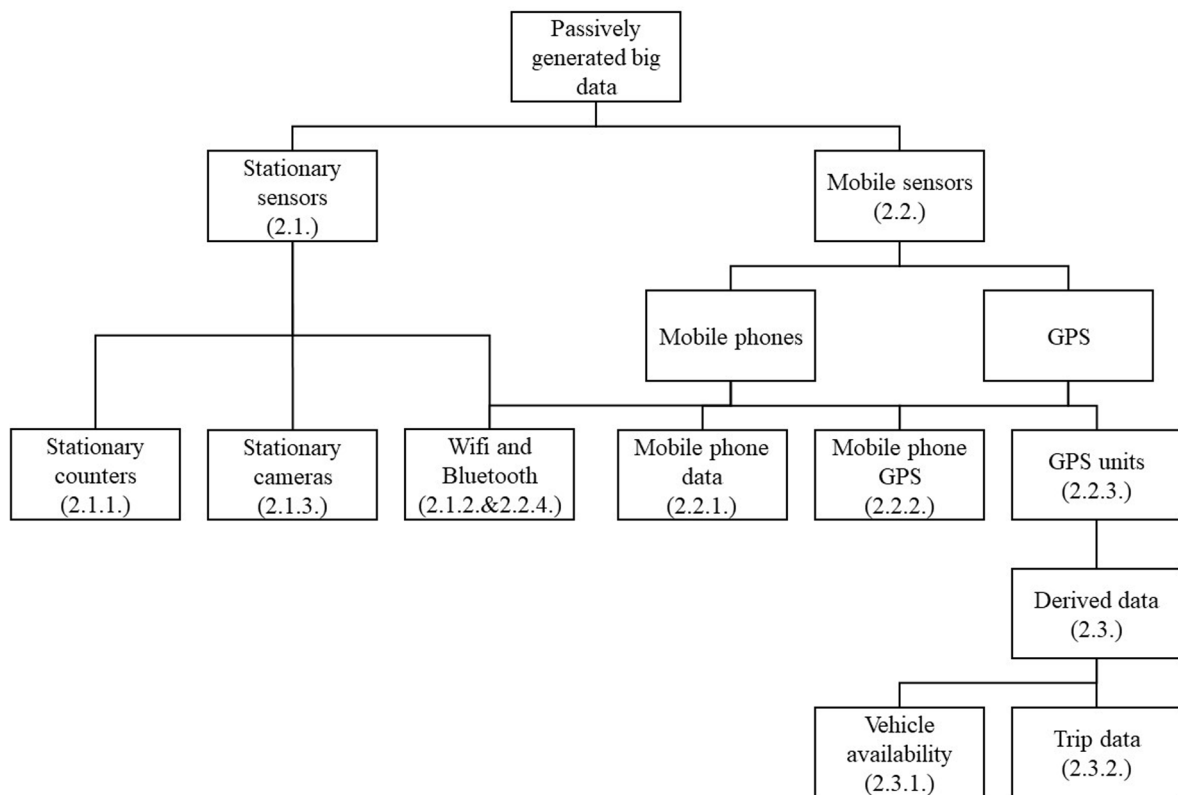 Passively
generated big
data
Stationary
sensors
(2.1.)
Mobile sensors
(2.2.)
Mobile phones
GPS
Stationary
counters
(2.1.1.)
Stationary
cameras
(2.1.3.)
Wifi and
Bluetooth
(2.1.2.&2.2.4.)
Mobile phone
data
(2.2.1.)
Mobile phone
GPS
(2.2.2.)
GPS units
(2.2.3.)
Derived data
(2.3.)
Vehicle
availability
(2.3.1.)
Trip data
(2.3.2.)